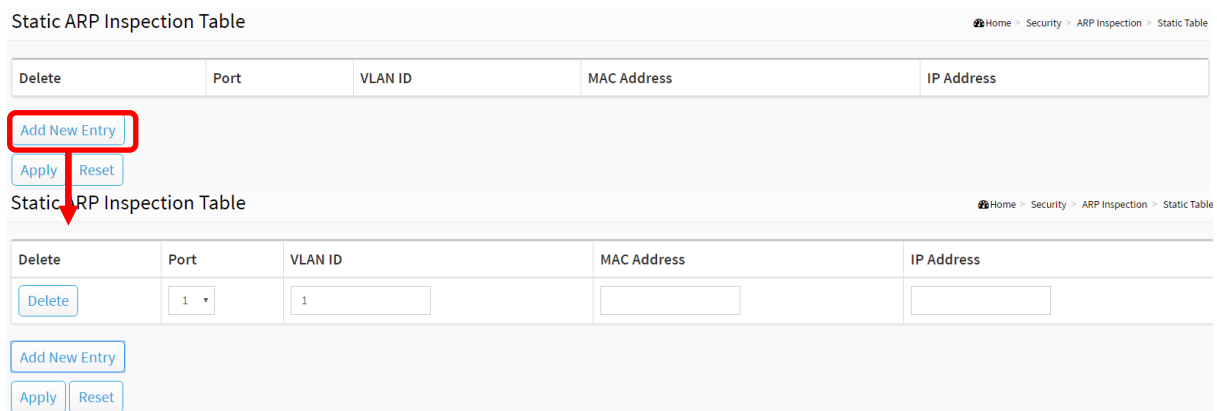 Static ARP Inspection Table
Home > Security > ARP Inspection > Static Table
Delete Port VLAN ID MAC Address IP Address
Add New Entry
Apply Reset
Static ARP Inspection Table
Home > Security > ARP Inspection > Static Table
Delete Port VLAN ID MAC Address IP Address
Delete 1 1
Add New Entry
Apply Reset